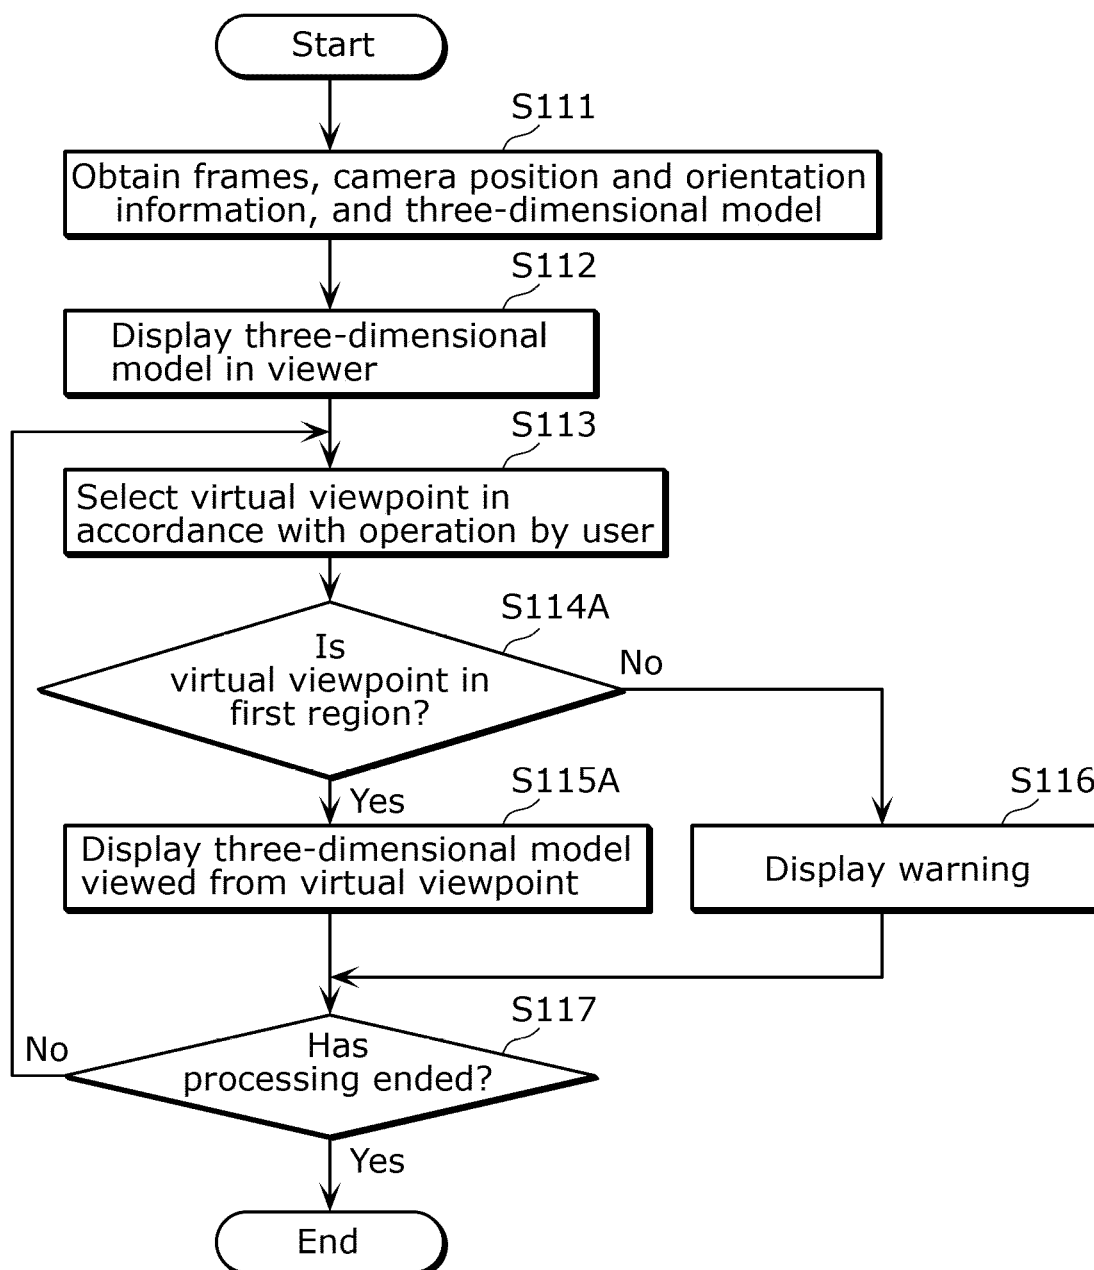 Start
S111
Obtain frames, camera position and orientation
information, and three-dimensional model
S112
Display three-dimensional
model in viewer
S113
Select virtual viewpoint in
accordance with operation by user
S114A
Is
virtual viewpoint in
first region?
No
Yes
S115A
Display three-dimensional model
viewed from virtual viewpoint
S116
Display warning
S117
Has
processing ended?
No
Yes
End